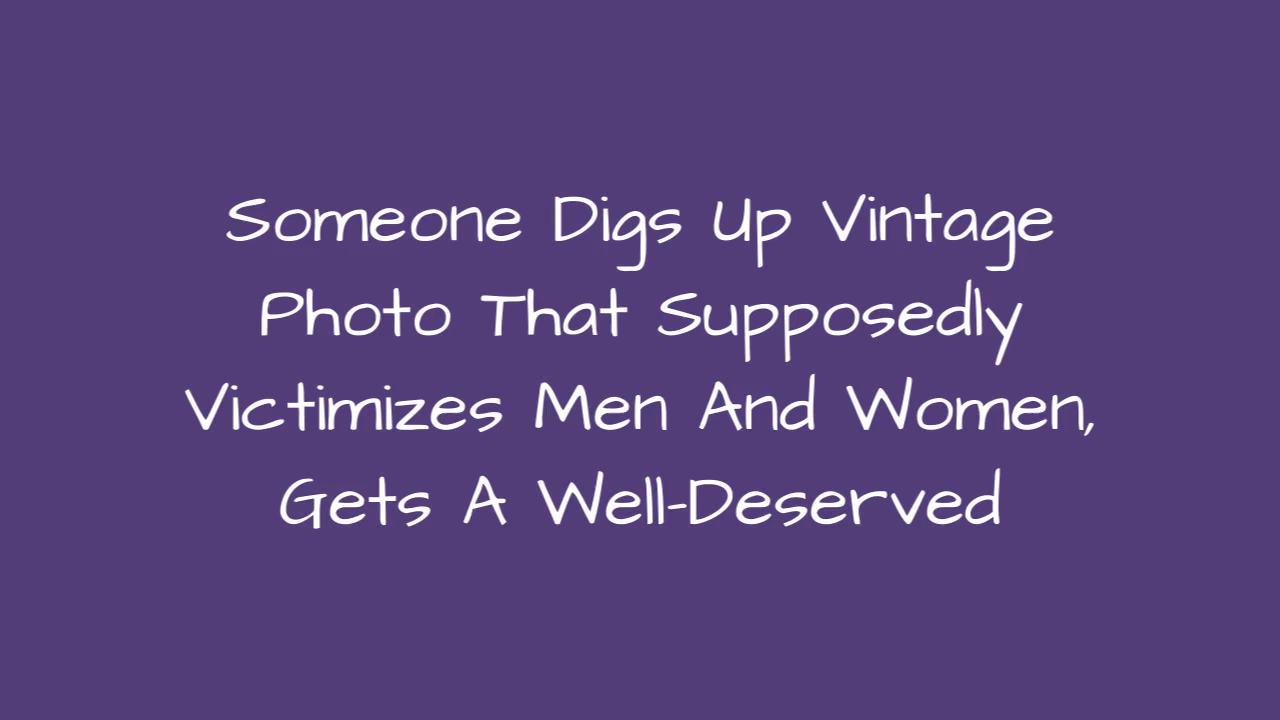 Someone Digs Up Vintage
Photo That Supposedly
Victimizes Men And Women,
Gets A Well-Deserved